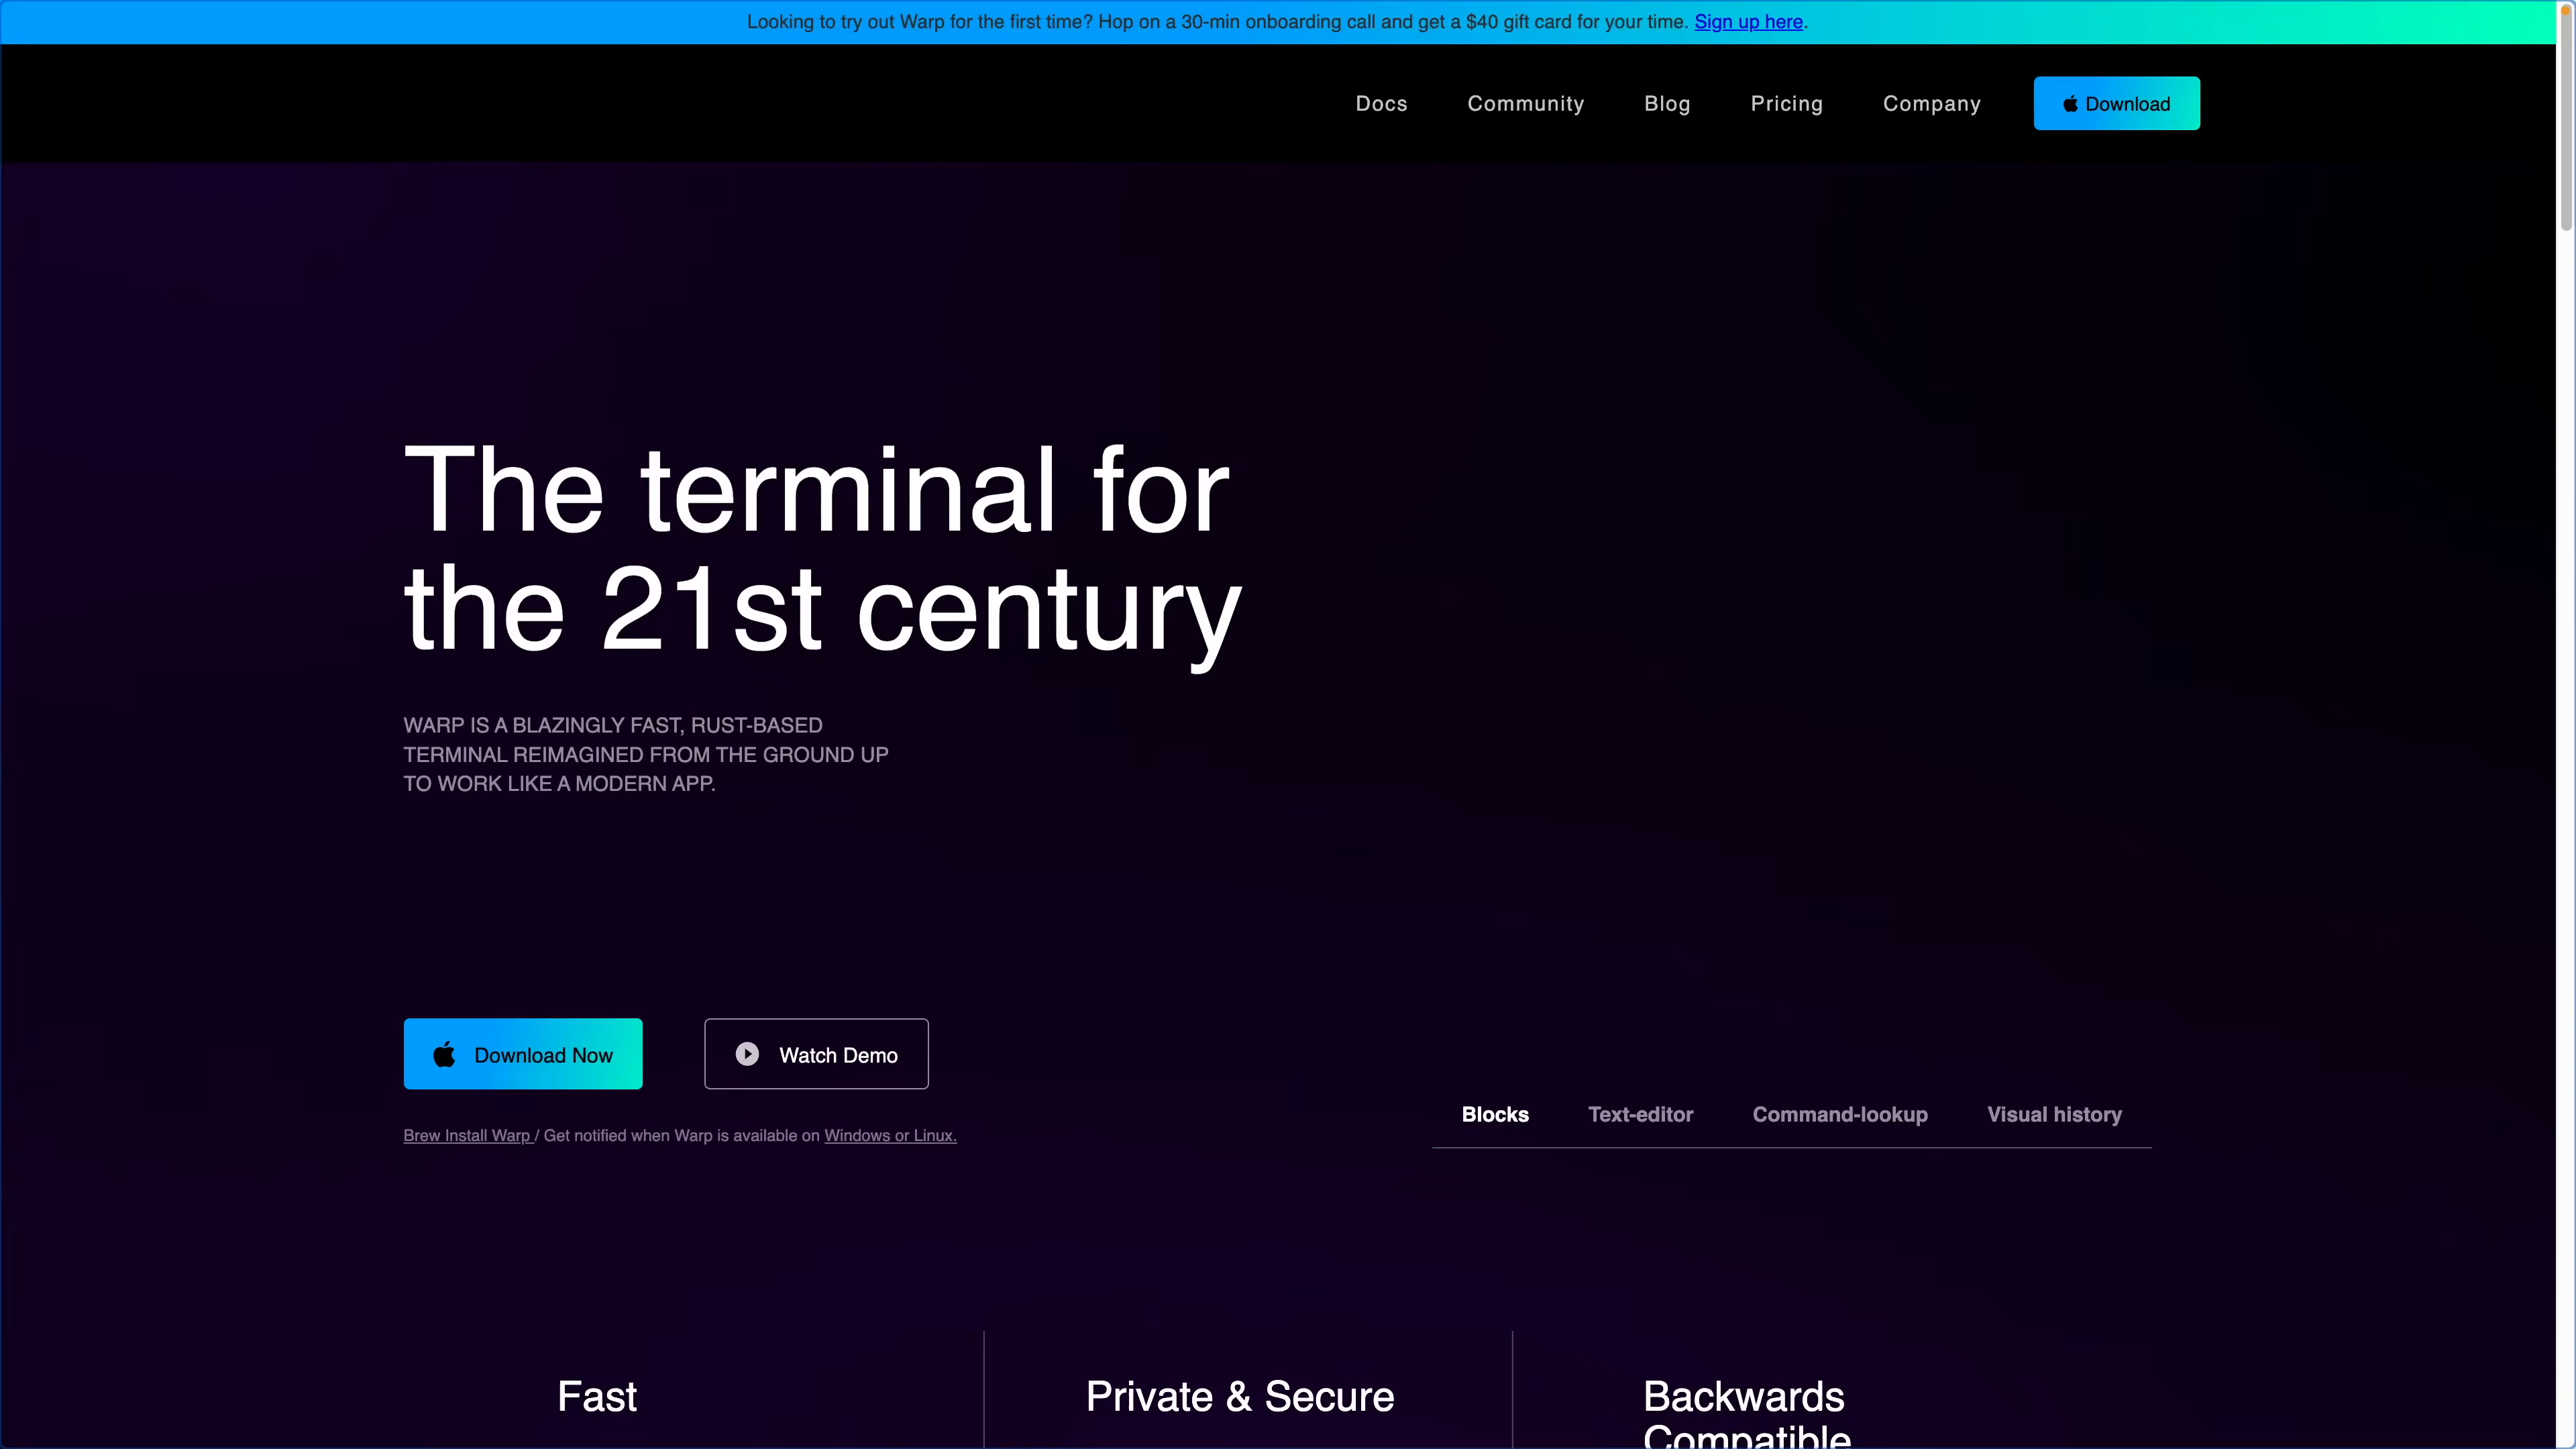 Looking to try out Warp for the first time? Hop on a 30-min onboarding call and get a $40 gift card for your time. Sign up here.
Docs Community Blog Pricing Company Download
The terminal for
the 21st century
WARP IS A BLAZINGLY FAST, RUST-BASED
TERMINAL REIMAGINED FROM THE GROUND UP
TO WORK LIKE A MODERN APP.
Download Now Watch Demo
Brew Install Warp / Get notified when Warp is available on Windows or Linux.
Blocks Text-editor Command-lookup Visual history
Fast
Private & Secure
Backwards
Compatible